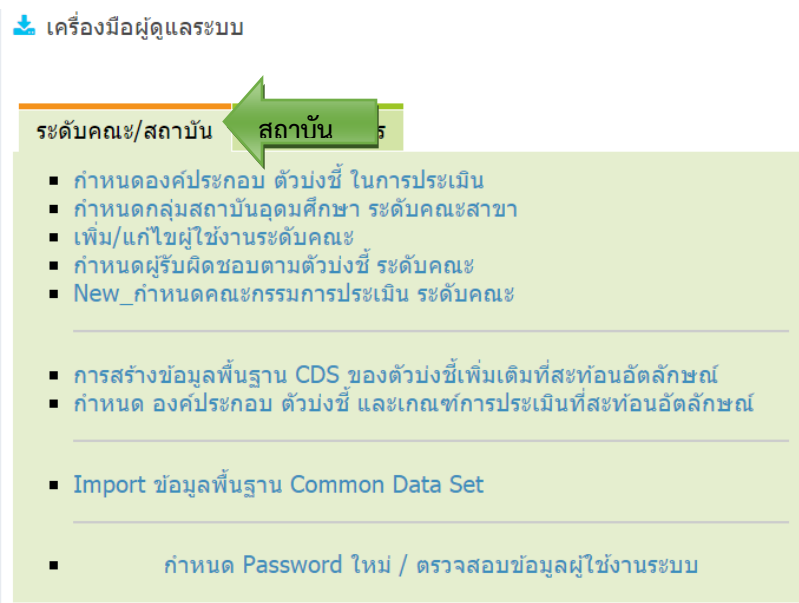 เครื่องมือผู้ดูแลระบบ
ระดับคณะ/สถาบัน สถาบัน ร
กำหนดองค์ประกอบ ตัวบ่งชี้ ในการประเมิน
กำหนดกลุ่มสถาบันอุดมศึกษา ระดับคณะสาขา
เพิ่ม/แก้ไขผู้ใช้งานระดับคณะ
กำหนดผู้รับผิดชอบตามตัวบ่งชี้ ระดับคณะ
New_กำหนดคณะกรรมการประเมิน ระดับคณะ
การสร้างข้อมูลพื้นฐาน CDS ของตัวบ่งชี้เพิ่มเติมที่สะท้อนอัตลักษณ์
กำหนด องค์ประกอบ ตัวบ่งชี้ และเกณฑ์การประเมินที่สะท้อนอัตลักษณ์
Import ข้อมูลพื้นฐาน Common Data Set
กำหนด Password ใหม่ / ตรวจสอบข้อมูลผู้ใช้งานระบบ